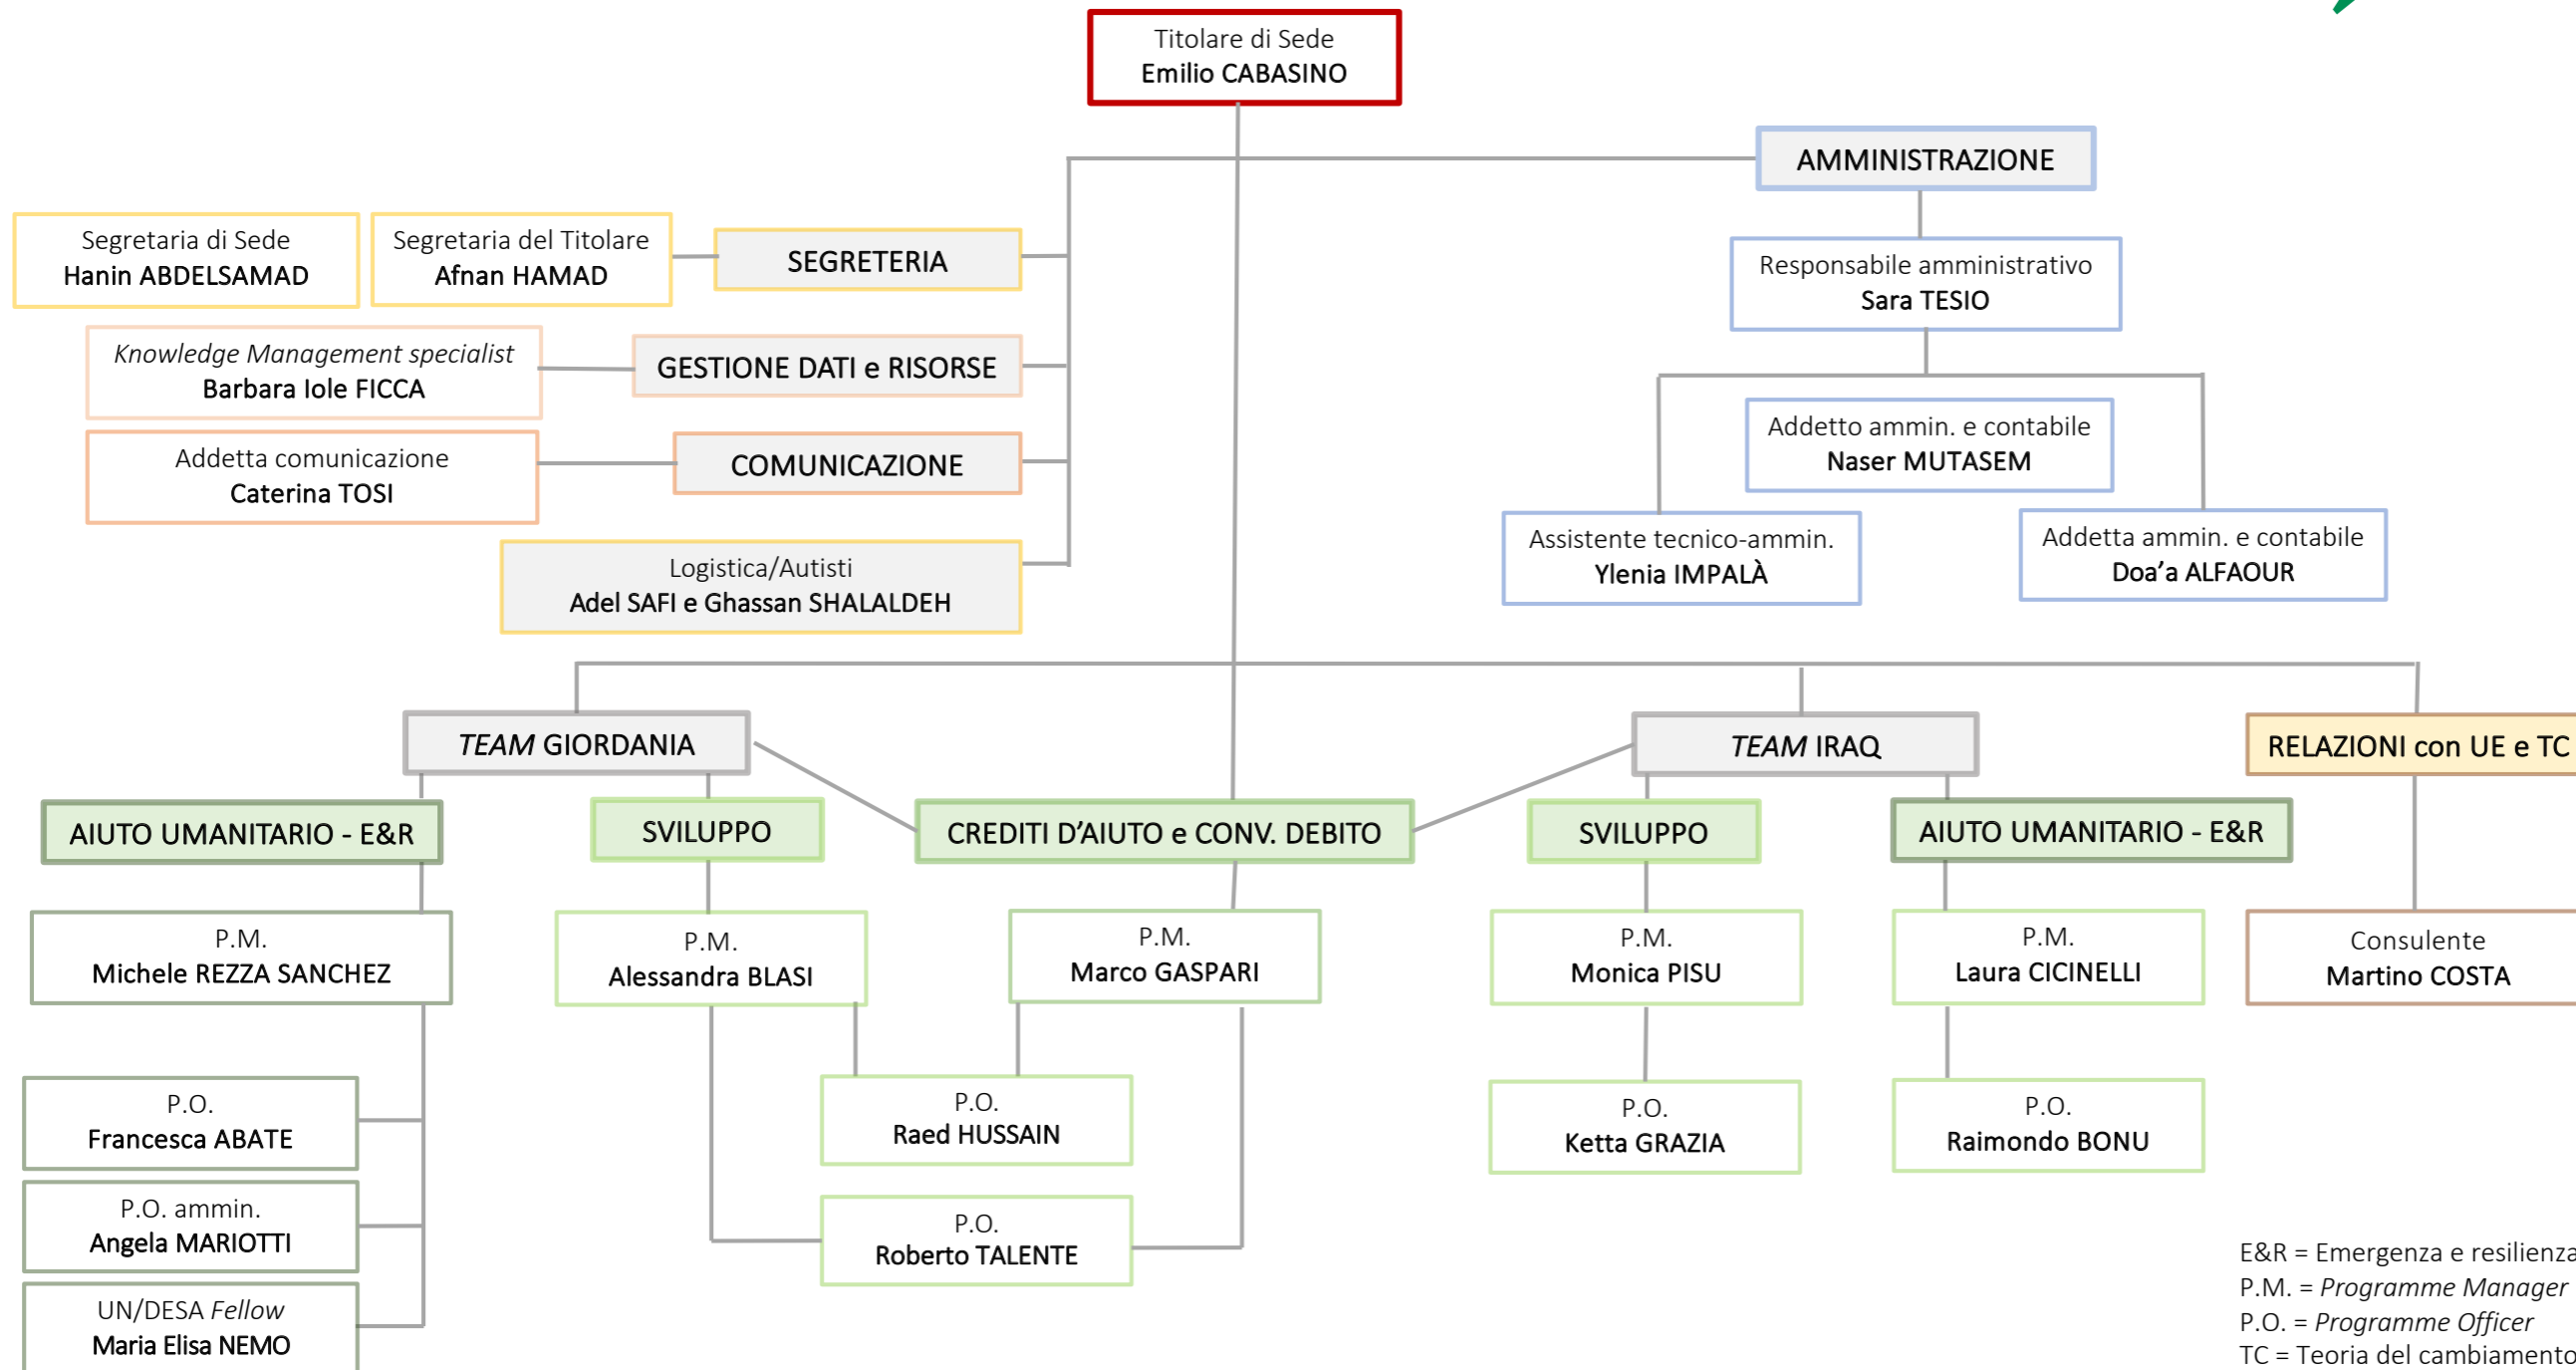 Titolare di Sede
Emilio CABASINO
AMMINISTRAZIONE
Segretaria di Sede
Hanin ABDELSAMAD
Segretaria del Titolare
Afnan HAMAD
SEGRETERIA
Responsabile amministrativo
Sara TESIO
Knowledge Management specialist
Barbara Iole FICCA
GESTIONE DATI e RISORSE
Addetto ammin. e contabile
Naser MUTASEM
Addetta comunicazione
Caterina TOSI
COMUNICAZIONE
Assistente tecnico-ammin.
Ylenia IMPALÀ
Addetta ammin. e contabile
Doa’a ALFAOUR
Logistica/Autisti
Adel SAFI e Ghassan SHALALDEH
TEAM GIORDANIA
TEAM IRAQ
RELAZIONI con UE e TC
AIUTO UMANITARIO - E&R
SVILUPPO
CREDITI D’AIUTO e CONV. DEBITO
SVILUPPO
AIUTO UMANITARIO - E&R
P.M.
Michele REZZA SANCHEZ
P.M.
Alessandra BLASI
P.M.
Marco GASPARI
P.M.
Monica PISU
P.M.
Laura CICINELLI
Consulente
Martino COSTA
P.O.
Francesca ABATE
P.O.
Raed HUSSAIN
P.O.
Ketta GRAZIA
P.O.
Raimondo BONU
P.O. ammin.
Angela MARIOTTI
P.O.
Roberto TALENTE
UN/DESA Fellow
Maria Elisa NEMO
E&R = Emergenza e resilienza
P.M. = Programme Manager
P.O. = Programme Officer
TC = Teoria del cambiamento